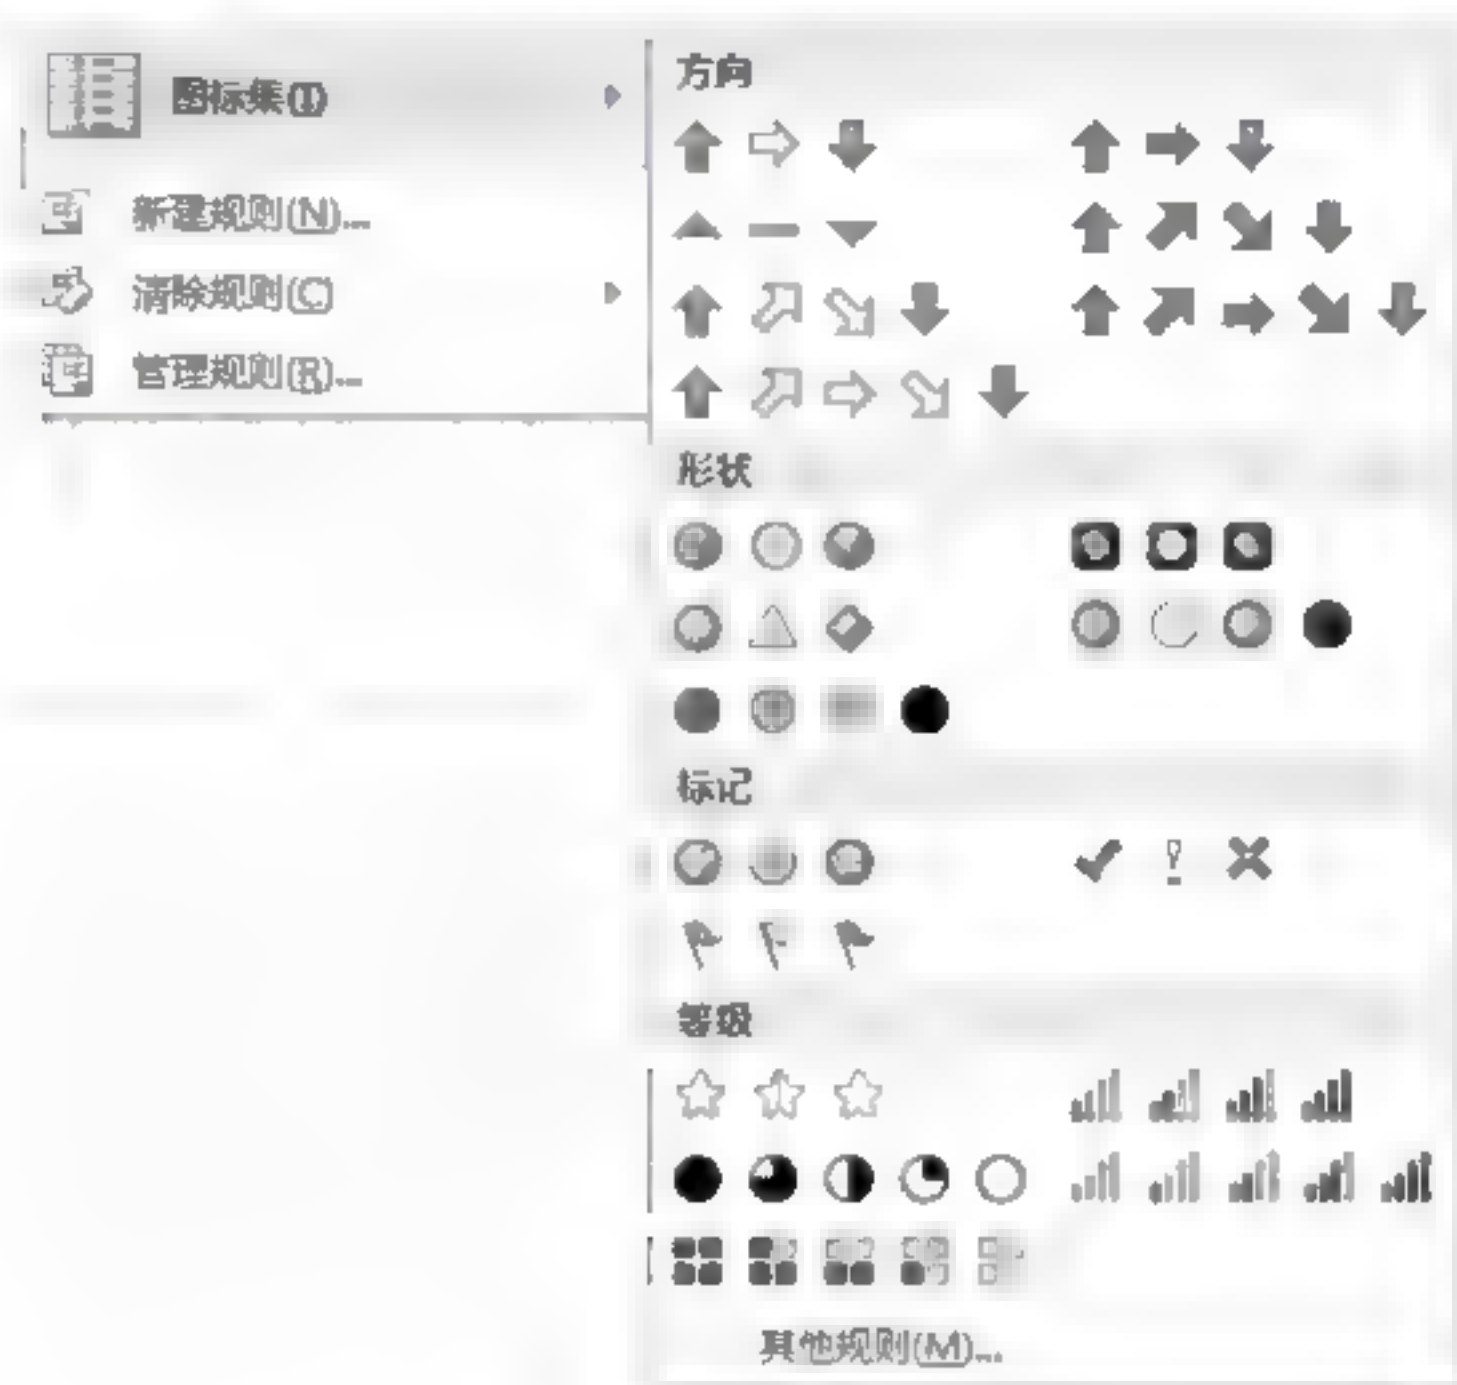 图标集(I)
新建规则(N)...
清除规则(C)
管理规则(R)...
方向
形状
标记
等级
其他规则(M)...